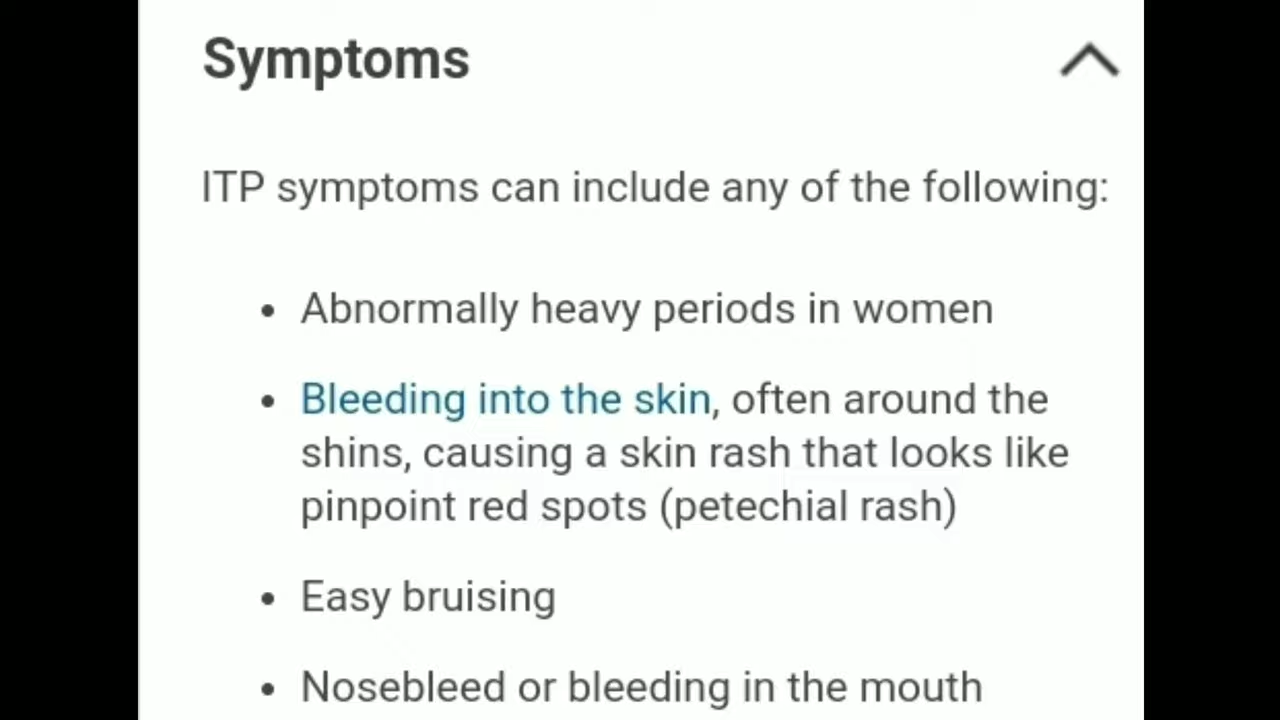 Symptoms
ITP symptoms can include any of the following:
• Abnormally heavy periods in women
• Bleeding into the skin, often around the
shins, causing a skin rash that looks like
pinpoint red spots (petechial rash)
• Easy bruising
• Nosebleed or bleeding in the mouth